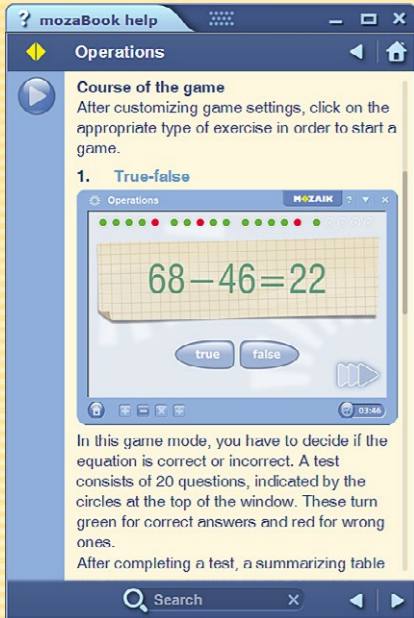 ? mozaBook help
Operations
Course of the game
After customizing game settings, click on the
appropriate type of exercise in order to start a
game.
1. True-false
Operations MOZAIK ?
68−46=22
true false
03:46
In this game mode, you have to decide if the
equation is correct or incorrect. A test
consists of 20 questions, indicated by the
circles at the top of the window. These turn
green for correct answers and red for wrong
ones.
After completing a test, a summarizing table
Search